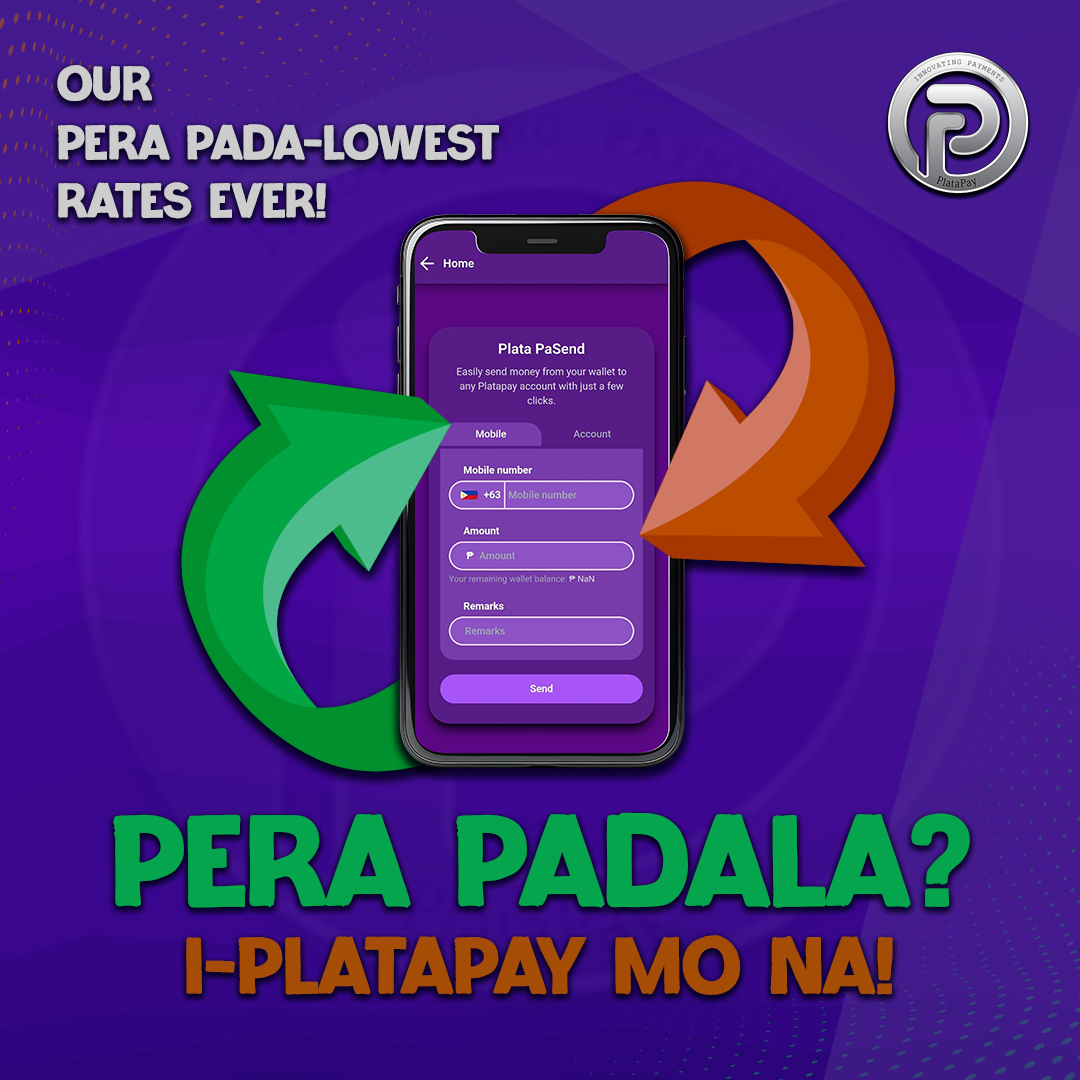 OUR
PERA PADA-LOWEST
RATES EVER!
INNOVATING PAYMENTS
PlataPay
Home
Plata PaSend
Easily send money from your wallet to
any Platapay account with just a few
clicks.
Mobile Account
Mobile number
+63 Mobile number
Amount
₱ Amount
Your remaining wallet balance: ₱ NaN
Remarks
Remarks
Send
PERA PADALA?
I-PLATAPAY MO NA!